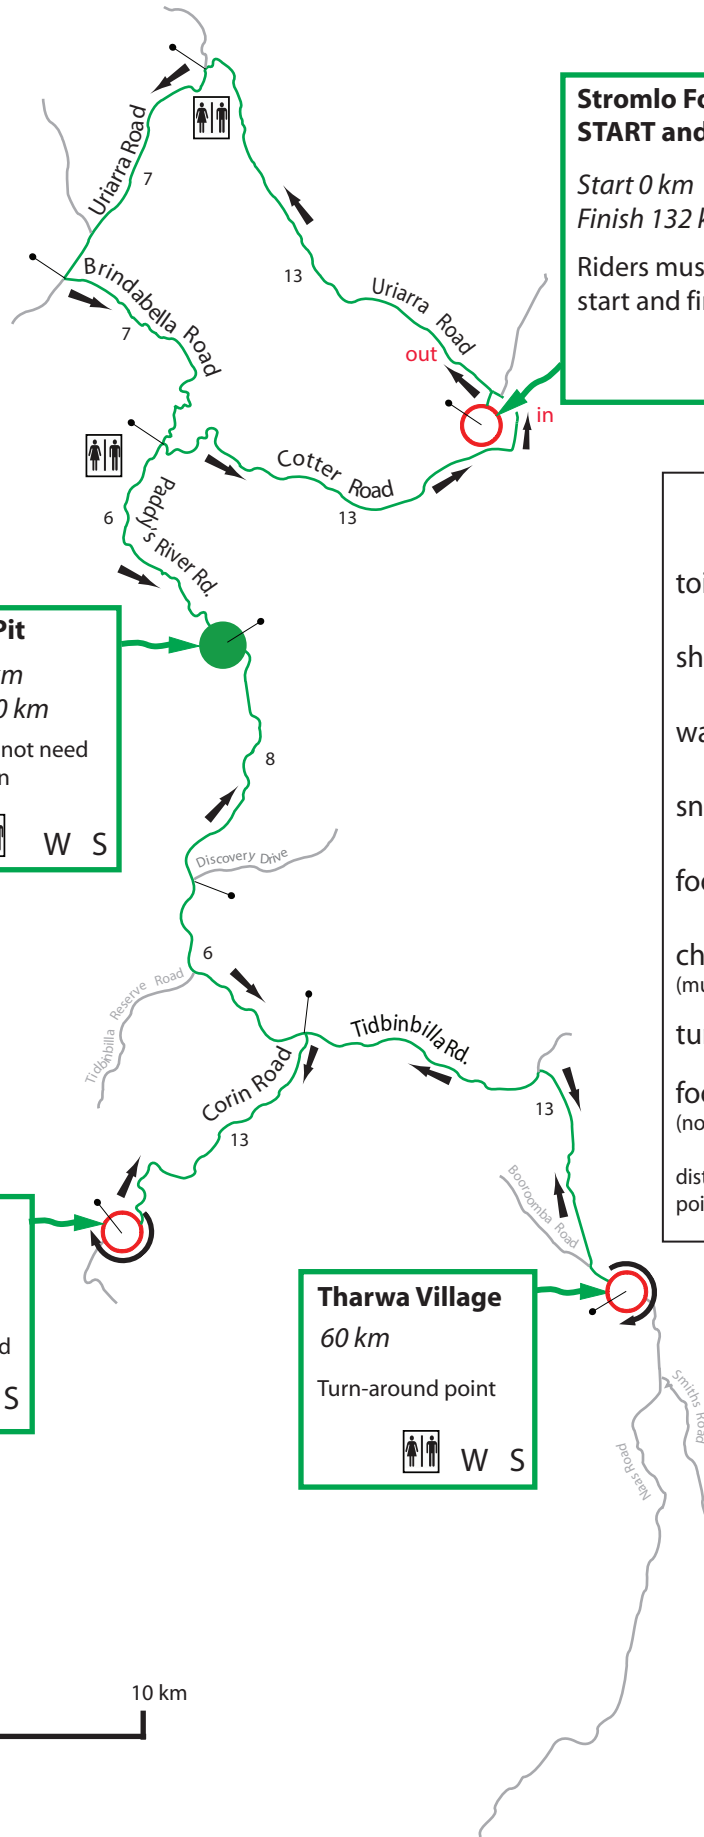 Stromlo Fo
START and
Start 0 km
Finish 132 k
Riders mus
start and fi
Uriarra Road
7
Brindabella Road
7
13
Uriarra Road
out
in
Cotter Road
13
Paddy's River Rd.
6
Pit
km
0 km
not need
n
W S
8
Discovery Drive
6
Tidbinbilla Reserve Road
Tidbinbilla Rd.
Corin Road
13
13
Booroomba Road
d
S
Tharwa Village
60 km
Turn-around point
W S
Smiths Road
Naas Road
10 km
toi
sh
wa
sn
foo
ch
(mu
tur
foo
(no
dist
poi